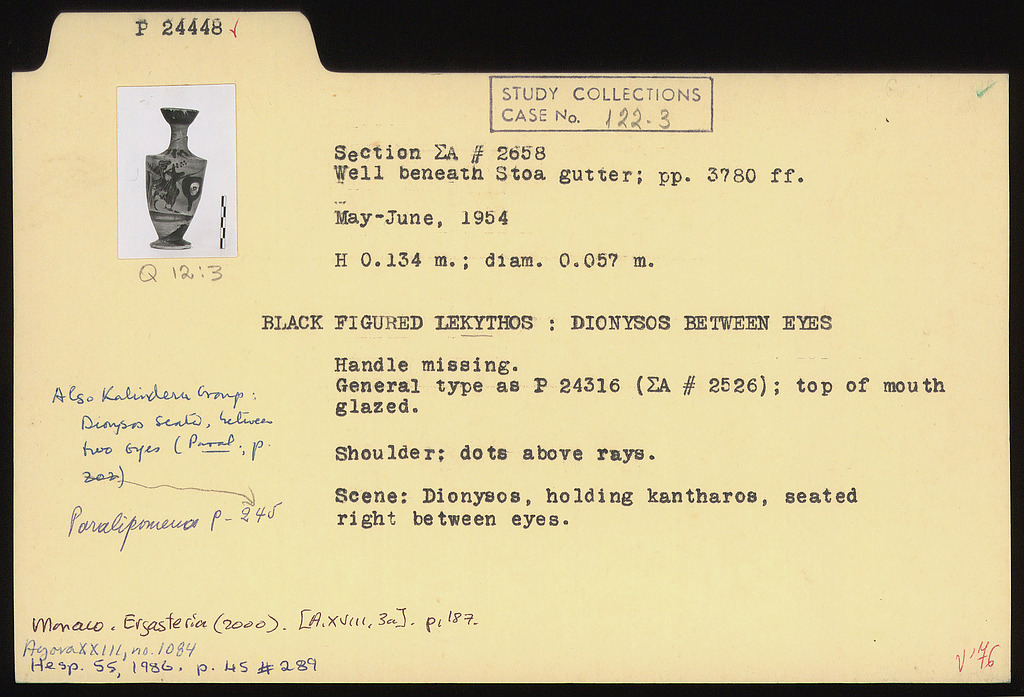 P 24448 ✓
STUDY COLLECTIONS
CASE No. 122-3
Section ΣΑ # 2658
Well beneath Stoa gutter; pp. 3780 ff.
May-June, 1954
H 0.134 m.; diam. 0.057 m.
Q 12:3
BLACK FIGURED LEKYTHOS : DIONYSOS BETWEEN EYES
Handle missing.
General type as P 24316 (ΣΑ # 2526); top of mouth
glazed.
Shoulder: dots above rays.
Scene: Dionysos, holding kantharos, seated
right between eyes.
Also Kalinderu Group:
Dionysos seated, between
two eyes (Paral., p.
202)
Paralipomena p- 245
Monaco. Ergasteria (2000). [A.XVIII, 3a]. p. 187.
Agora XXIII, no. 1084
Hesp. 55, 1986. p. 45 # 289
V '76